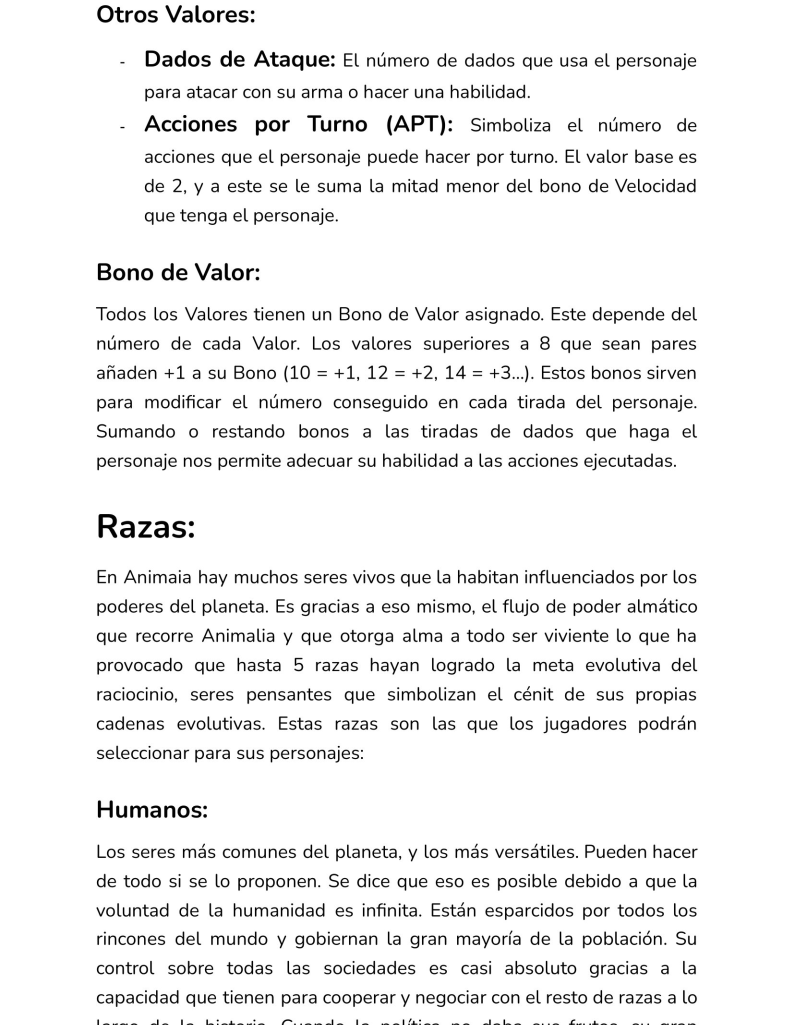 Otros Valores:
- Dados de Ataque: El número de dados que usa el personaje
para atacar con su arma o hacer una habilidad.
- Acciones por Turno (APT): Simboliza el número de
acciones que el personaje puede hacer por turno. El valor base es
de 2, y a este se le suma la mitad menor del bono de Velocidad
que tenga el personaje.
Bono de Valor:
Todos los Valores tienen un Bono de Valor asignado. Este depende del
número de cada Valor. Los valores superiores a 8 que sean pares
añaden +1 a su Bono (10 = +1, 12 = +2, 14 = +3...). Estos bonos sirven
para modificar el número conseguido en cada tirada del personaje.
Sumando o restando bonos a las tiradas de dados que haga el
personaje nos permite adecuar su habilidad a las acciones ejecutadas.
Razas:
En Animaia hay muchos seres vivos que la habitan influenciados por los
poderes del planeta. Es gracias a eso mismo, el flujo de poder almático
que recorre Animalia y que otorga alma a todo ser viviente lo que ha
provocado que hasta 5 razas hayan logrado la meta evolutiva del
raciocinio, seres pensantes que simbolizan el cénit de sus propias
cadenas evolutivas. Estas razas son las que los jugadores podrán
seleccionar para sus personajes:
Humanos:
Los seres más comunes del planeta, y los más versátiles. Pueden hacer
de todo si se lo proponen. Se dice que eso es posible debido a que la
voluntad de la humanidad es infinita. Están esparcidos por todos los
rincones del mundo y gobiernan la gran mayoría de la población. Su
control sobre todas las sociedades es casi absoluto gracias a la
capacidad que tienen para cooperar y negociar con el resto de razas a lo
largo de la historia. Cuando la política no daba sus frutos, su gran